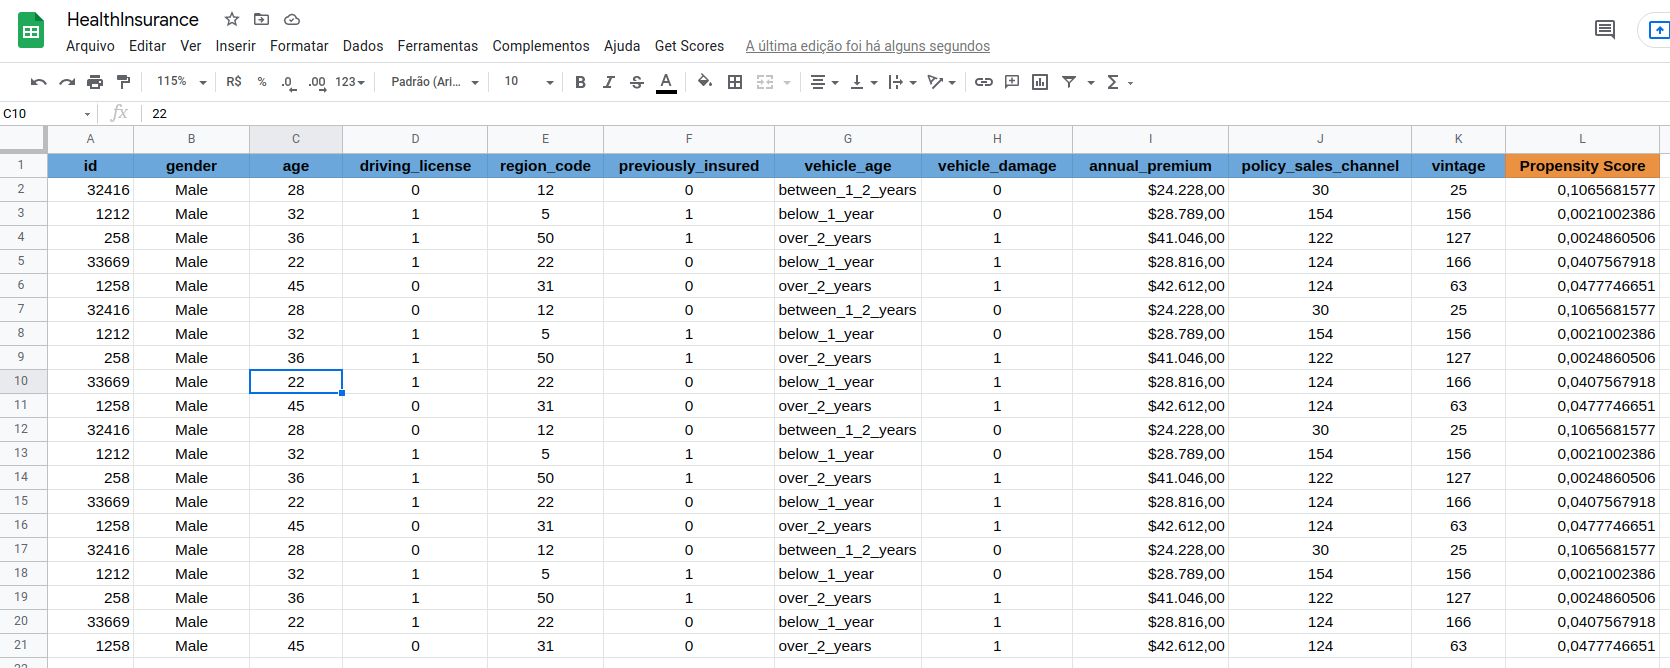 HealthInsurance
Arquivo Editar Ver Inserir Formatar Dados Ferramentas Complementos Ajuda Get Scores A última edição foi há alguns segundos
115% R$ % .0 .00 123 Padrão (Ari... 10 B I S A Σ
C10 fx 22
A B C D E F G H I J K L
1 id gender age driving_license region_code previously_insured vehicle_age vehicle_damage annual_premium policy_sales_channel vintage Propensity Score
2 32416 Male 28 0 12 0 between_1_2_years 0 $24.228,00 30 25 0,1065681577
3 1212 Male 32 1 5 1 below_1_year 0 $28.789,00 154 156 0,0021002386
4 258 Male 36 1 50 1 over_2_years 1 $41.046,00 122 127 0,0024860506
5 33669 Male 22 1 22 0 below_1_year 1 $28.816,00 124 166 0,0407567918
6 1258 Male 45 0 31 0 over_2_years 1 $42.612,00 124 63 0,0477746651
7 32416 Male 28 0 12 0 between_1_2_years 0 $24.228,00 30 25 0,1065681577
8 1212 Male 32 1 5 1 below_1_year 0 $28.789,00 154 156 0,0021002386
9 258 Male 36 1 50 1 over_2_years 1 $41.046,00 122 127 0,0024860506
10 33669 Male 22 1 22 0 below_1_year 1 $28.816,00 124 166 0,0407567918
11 1258 Male 45 0 31 0 over_2_years 1 $42.612,00 124 63 0,0477746651
12 32416 Male 28 0 12 0 between_1_2_years 0 $24.228,00 30 25 0,1065681577
13 1212 Male 32 1 5 1 below_1_year 0 $28.789,00 154 156 0,0021002386
14 258 Male 36 1 50 1 over_2_years 1 $41.046,00 122 127 0,0024860506
15 33669 Male 22 1 22 0 below_1_year 1 $28.816,00 124 166 0,0407567918
16 1258 Male 45 0 31 0 over_2_years 1 $42.612,00 124 63 0,0477746651
17 32416 Male 28 0 12 0 between_1_2_years 0 $24.228,00 30 25 0,1065681577
18 1212 Male 32 1 5 1 below_1_year 0 $28.789,00 154 156 0,0021002386
19 258 Male 36 1 50 1 over_2_years 1 $41.046,00 122 127 0,0024860506
20 33669 Male 22 1 22 0 below_1_year 1 $28.816,00 124 166 0,0407567918
21 1258 Male 45 0 31 0 over_2_years 1 $42.612,00 124 63 0,0477746651